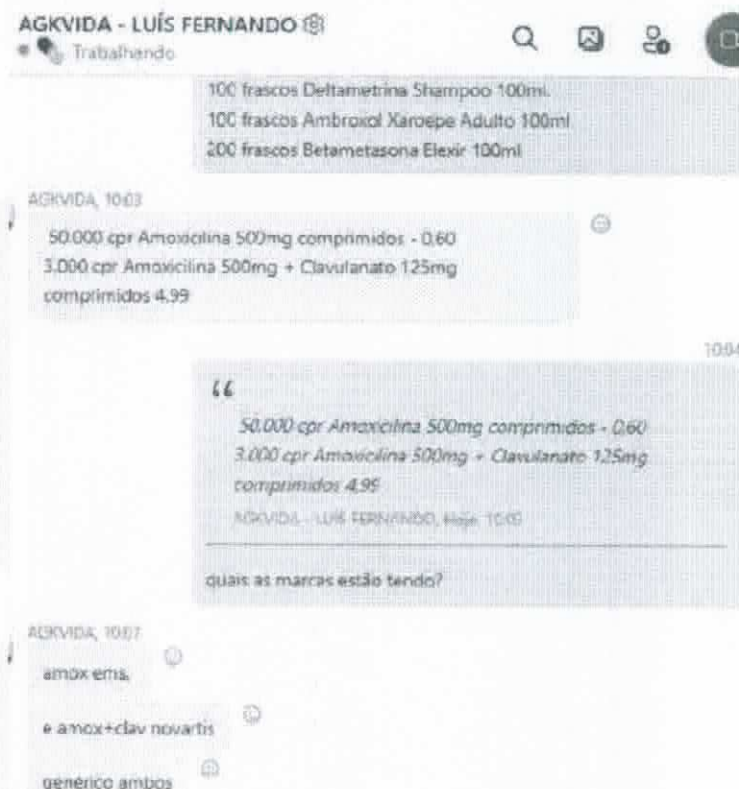 AGKVIDA - LUÍS FERNANDO
Trabalhando
100 frascos Deltametrina Shampoo 100ml.
100 frascos Ambroxol Xaroepe Adulto 100ml
200 frascos Betametasona Elexir 100ml
AGKVIDA, 10:03
50.000 cpr Amoxicilina 500mg comprimidos - 0,60
3.000 cpr Amoxicilina 500mg + Clavulanato 125mg
comprimidos 4,99
10:04
“
50.000 cpr Amoxicilina 500mg comprimidos - 0,60
3.000 cpr Amoxicilina 500mg + Clavulanato 125mg
comprimidos 4,99
AGKVIDA - LUÍS FERNANDO, Hoje, 10:03
quais as marcas estão tendo?
AGKVIDA, 10:07
amox ems,
e amox+clav novartis
genérico ambos